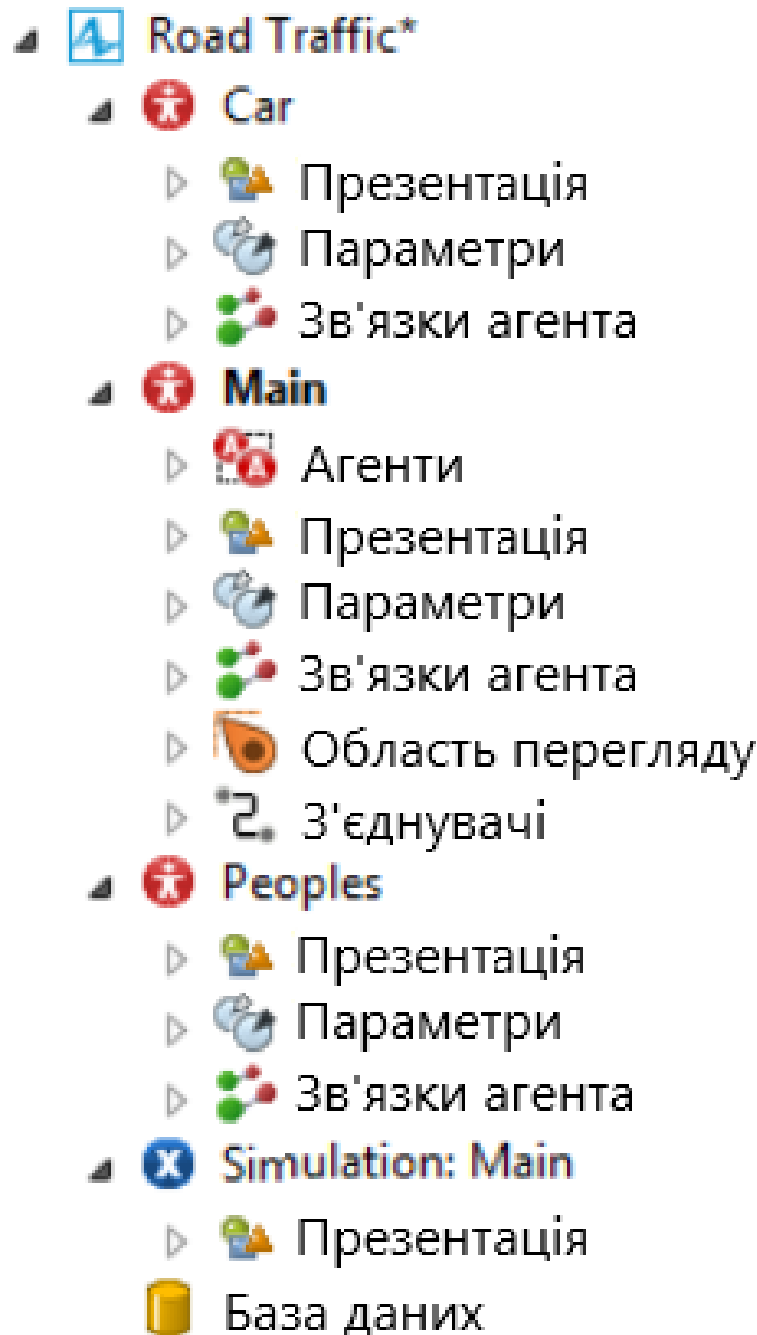 Road Traffic*
Car
Презентація
Параметри
Зв'язки агента
Main
Агенти
Презентація
Параметри
Зв'язки агента
Область перегляду
З'єднувачі
Peoples
Презентація
Параметри
Зв'язки агента
Simulation: Main
Презентація
База даних